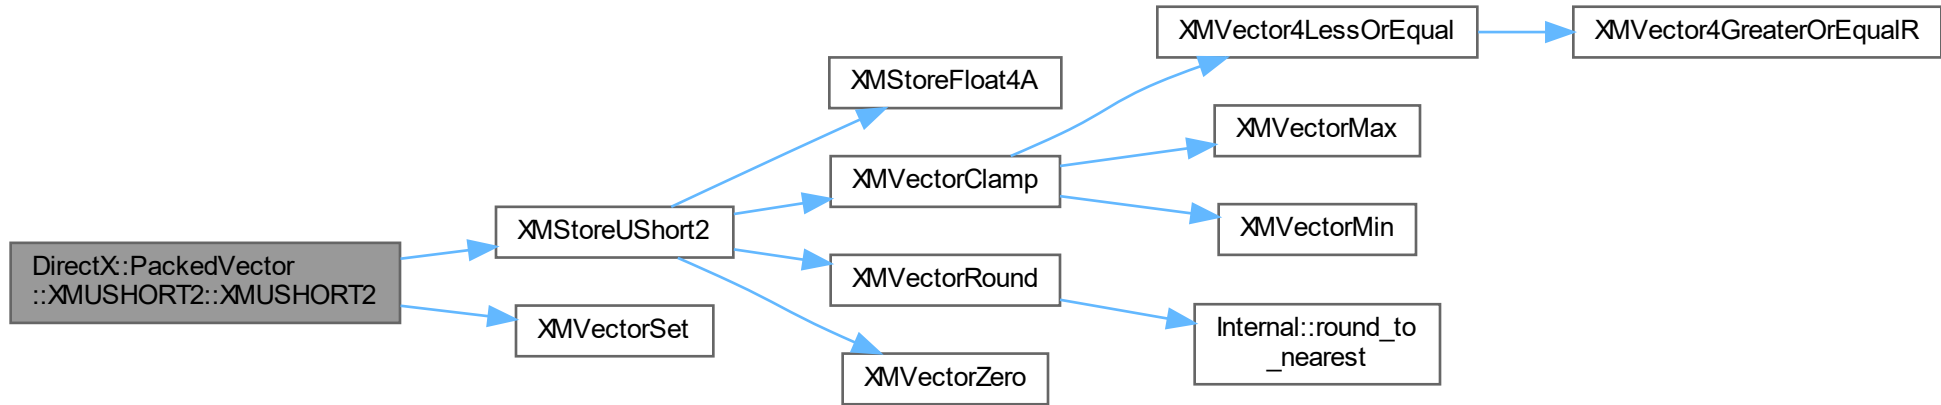 DirectX::PackedVector
::XMUSHORT2::XMUSHORT2
XMStoreUShort2
XMStoreFloat4A
XMVectorClamp
XMVector4LessOrEqual
XMVector4GreaterOrEqualR
XMVectorMax
XMVectorMin
XMVectorRound
Internal::round_to
_nearest
XMVectorZero
XMVectorSet